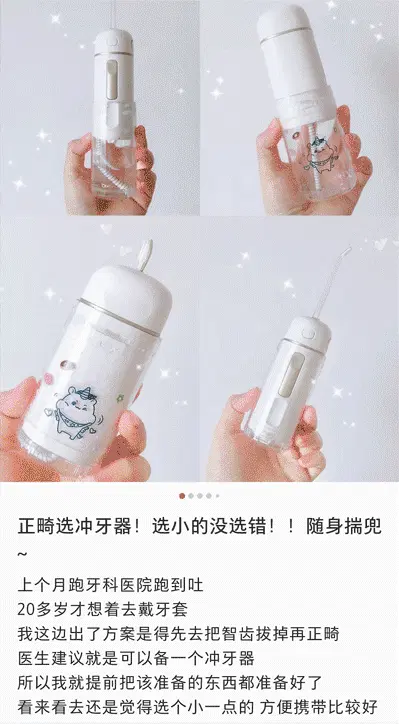 正畸选冲牙器！选小的没选错！！随身揣兜
~
上个月跑牙科医院跑到吐
20多岁才想着去戴牙套
我这边出了方案是得先去把智齿拔掉再正畸
医生建议就是可以备一个冲牙器
所以我就提前把该准备的东西都准备好了
看来看去还是觉得选个小一点的 方便携带比较好